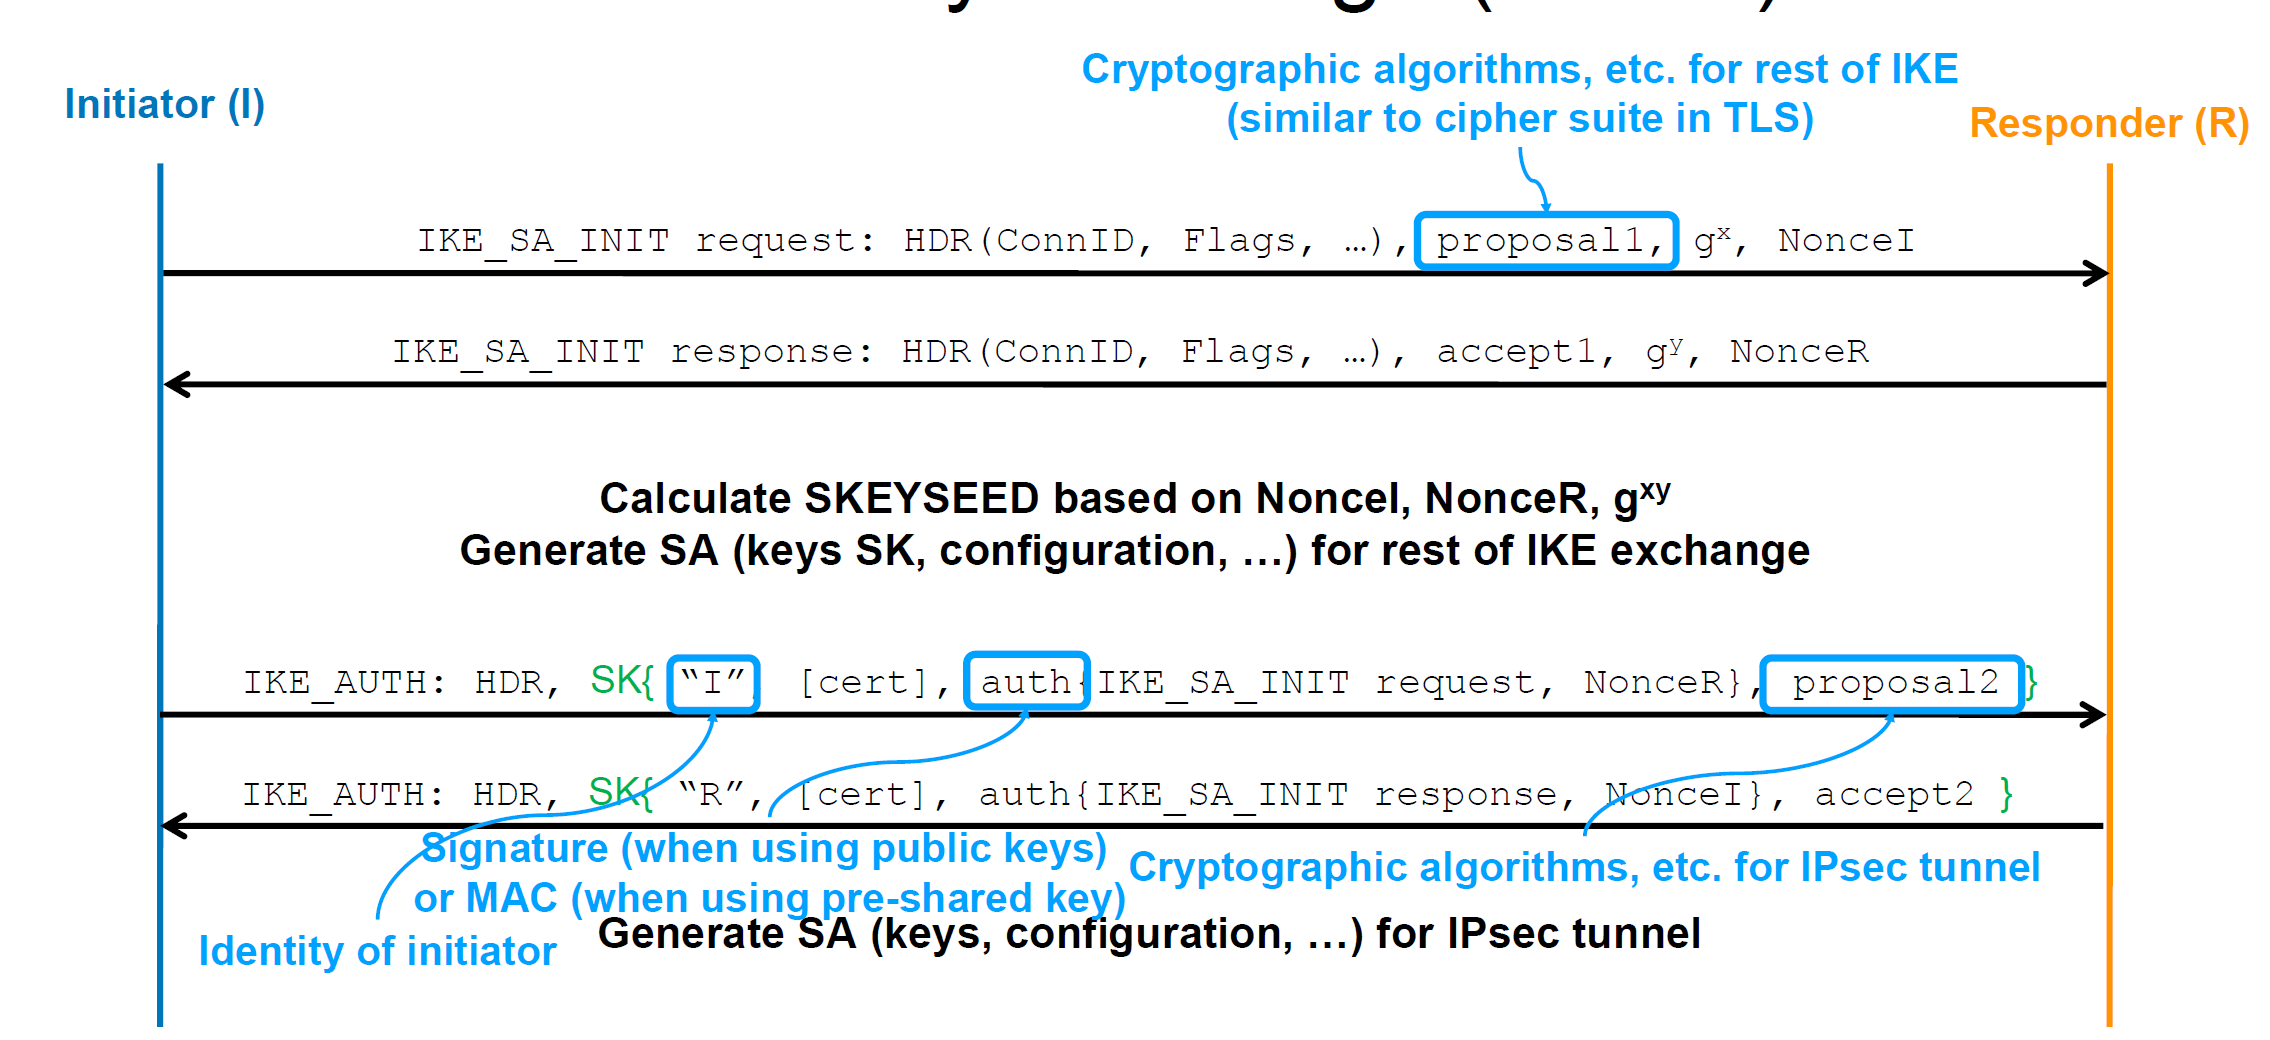 Cryptographic algorithms, etc. for rest of IKE
(similar to cipher suite in TLS)
Initiator (I)
Responder (R)
IKE_SA_INIT request: HDR(ConnID, Flags, …), proposal1, gˣ, NonceI
IKE_SA_INIT response: HDR(ConnID, Flags, …), accept1, gʸ, NonceR
Calculate SKEYSEED based on NonceI, NonceR, gˣʸ
Generate SA (keys SK, configuration, …) for rest of IKE exchange
IKE_AUTH: HDR, SK{ “I”, [cert], auth{IKE_SA_INIT request, NonceR}, proposal2 }
IKE_AUTH: HDR, SK{ “R”, [cert], auth{IKE_SA_INIT response, NonceI}, accept2 }
Signature (when using public keys)
or MAC (when using pre-shared key)
Cryptographic algorithms, etc. for IPsec tunnel
Identity of initiator
Generate SA (keys, configuration, …) for IPsec tunnel